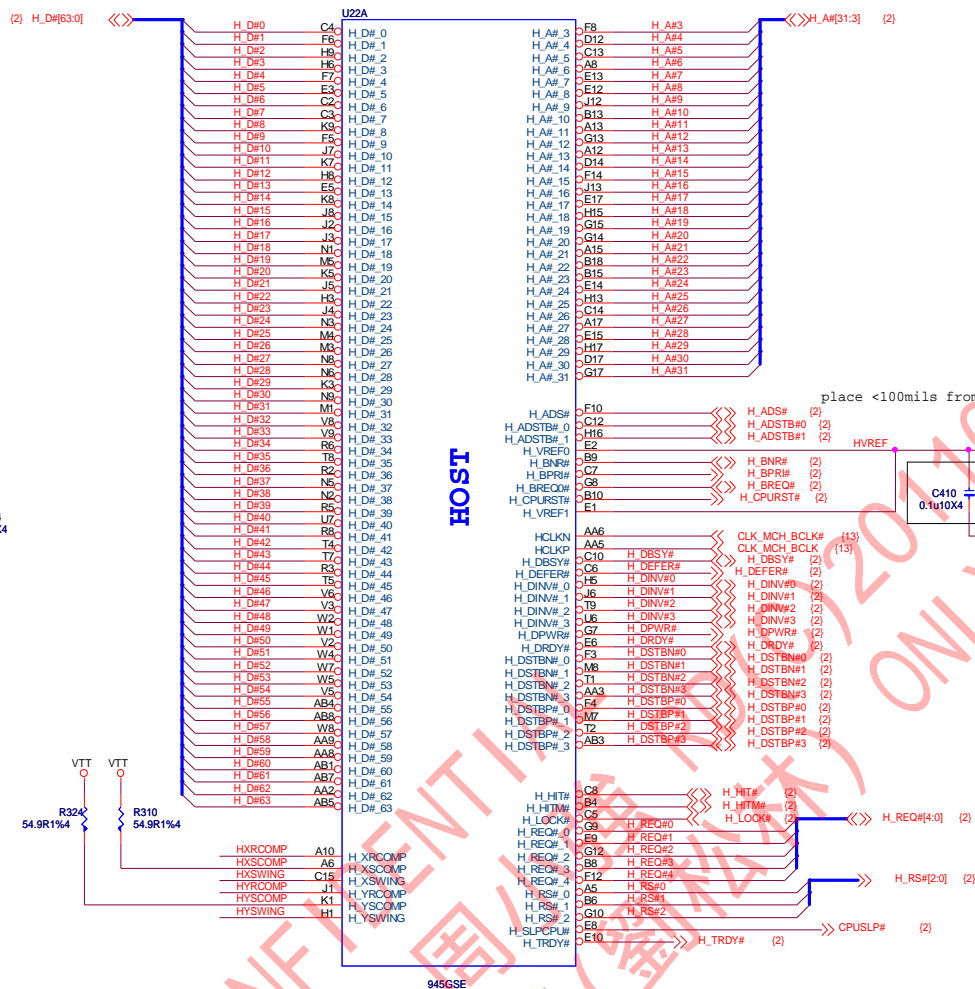 {2} H_D#[63:0]
U22A
H_A#[31:3] {2}
H_D#0 C4 H_D#_0
H_D#1 F6 H_D#_1
H_D#2 H9 H_D#_2
H_D#3 H6 H_D#_3
H_D#4 F7 H_D#_4
H_D#5 E3 H_D#_5
H_D#6 C2 H_D#_6
H_D#7 C3 H_D#_7
H_D#8 K9 H_D#_8
H_D#9 F5 H_D#_9
H_D#10 J7 H_D#_10
H_D#11 K7 H_D#_11
H_D#12 H8 H_D#_12
H_D#13 E5 H_D#_13
H_D#14 K8 H_D#_14
H_D#15 J8 H_D#_15
H_D#16 J2 H_D#_16
H_D#17 J3 H_D#_17
H_D#18 N1 H_D#_18
H_D#19 M5 H_D#_19
H_D#20 K5 H_D#_20
H_D#21 J5 H_D#_21
H_D#22 H3 H_D#_22
H_D#23 J4 H_D#_23
H_D#24 N3 H_D#_24
H_D#25 M4 H_D#_25
H_D#26 M3 H_D#_26
H_D#27 N8 H_D#_27
H_D#28 N6 H_D#_28
H_D#29 K3 H_D#_29
H_D#30 N9 H_D#_30
H_D#31 M1 H_D#_31
H_D#32 V8 H_D#_32
H_D#33 V9 H_D#_33
H_D#34 R6 H_D#_34
H_D#35 T8 H_D#_35
H_D#36 R2 H_D#_36
H_D#37 N5 H_D#_37
H_D#38 N2 H_D#_38
H_D#39 R5 H_D#_39
H_D#40 U7 H_D#_40
H_D#41 R8 H_D#_41
H_D#42 T4 H_D#_42
H_D#43 T7 H_D#_43
H_D#44 R3 H_D#_44
H_D#45 T5 H_D#_45
H_D#46 V6 H_D#_46
H_D#47 V3 H_D#_47
H_D#48 W2 H_D#_48
H_D#49 W1 H_D#_49
H_D#50 V2 H_D#_50
H_D#51 W4 H_D#_51
H_D#52 W7 H_D#_52
H_D#53 W5 H_D#_53
H_D#54 V5 H_D#_54
H_D#55 AB4 H_D#_55
H_D#56 AB8 H_D#_56
H_D#57 W8 H_D#_57
H_D#58 AA9 H_D#_58
H_D#59 AA8 H_D#_59
H_D#60 AB1 H_D#_60
H_D#61 AB7 H_D#_61
H_D#62 AA2 H_D#_62
H_D#63 AB5 H_D#_63
VTT VTT
R324 54.9R1%4
R310 54.9R1%4
HXRCOMP A10 H_XRCOMP
HXSCOMP A6 H_XSCOMP
HXSWING C15 H_XSWING
HYRCOMP J1 H_YRCOMP
HYSCOMP K1 H_YSCOMP
HYSWING H1 H_YSWING
HOST
H_A#_3 F8 H_A#3
H_A#_4 D12 H_A#4
H_A#_5 C13 H_A#5
H_A#_6 A8 H_A#6
H_A#_7 E13 H_A#7
H_A#_8 E12 H_A#8
H_A#_9 J12 H_A#9
H_A#_10 B13 H_A#10
H_A#_11 A13 H_A#11
H_A#_12 G13 H_A#12
H_A#_13 A12 H_A#13
H_A#_14 D14 H_A#14
H_A#_15 F14 H_A#15
H_A#_16 J13 H_A#16
H_A#_17 E17 H_A#17
H_A#_18 H15 H_A#18
H_A#_19 G15 H_A#19
H_A#_20 G14 H_A#20
H_A#_21 A15 H_A#21
H_A#_22 B18 H_A#22
H_A#_23 B15 H_A#23
H_A#_24 E14 H_A#24
H_A#_25 H13 H_A#25
H_A#_26 C14 H_A#26
H_A#_27 A17 H_A#27
H_A#_28 E15 H_A#28
H_A#_29 H17 H_A#29
H_A#_30 D17 H_A#30
H_A#_31 G17 H_A#31
place <100mils from
H_ADS# F10 H_ADS# {2}
H_ADSTB#_0 C12 H_ADSTB#0 {2}
H_ADSTB#_1 H16 H_ADSTB#1 {2}
H_VREF0 E2 HVREF
H_BNR# B9 H_BNR# {2}
H_BPRI# C7 H_BPRI# {2}
H_BREQ0# G8 H_BREQ# {2}
H_CPURST# B10 H_CPURST# {2}
H_VREF1 E1
C410
0.1u10X4
HCLKN AA6 CLK_MCH_BCLK# {13}
HCLKP AA5 CLK_MCH_BCLK {13}
H_DBSY# C10 H_DBSY# H_DBSY# {2}
H_DEFER# C6 H_DEFER# H_DEFER# {2}
H_DINV#_0 H5 H_DINV#0 H_DINV#0 {2}
H_DINV#_1 J6 H_DINV#1 H_DINV#1 {2}
H_DINV#_2 T9 H_DINV#2 H_DINV#2 {2}
H_DINV#_3 U6 H_DINV#3 H_DINV#3 {2}
H_DPWR# G7 H_DPWR# H_DPWR# {2}
H_DRDY# E6 H_DRDY# H_DRDY# {2}
H_DSTBN#_0 F3 H_DSTBN#0 H_DSTBN#0 {2}
H_DSTBN#_1 M8 H_DSTBN#1 H_DSTBN#1 {2}
H_DSTBN#_2 T1 H_DSTBN#2 H_DSTBN#2 {2}
H_DSTBN#_3 AA3 H_DSTBN#3 H_DSTBN#3 {2}
H_DSTBP#_0 F4 H_DSTBP#0 H_DSTBP#0 {2}
H_DSTBP#_1 M7 H_DSTBP#1 H_DSTBP#1 {2}
H_DSTBP#_2 T2 H_DSTBP#2 H_DSTBP#2 {2}
H_DSTBP#_3 AB3 H_DSTBP#3 H_DSTBP#3 {2}
H_HIT# C8 H_HIT# {2}
H_HITM# B4 H_HITM# {2}
H_LOCK# C5 H_LOCK# {2}
H_REQ#_0 G9 H_REQ#0
H_REQ#_1 E9 H_REQ#1
H_REQ#_2 G12 H_REQ#2
H_REQ#_3 B8 H_REQ#3
H_REQ#_4 F12 H_REQ#4
H_REQ#[4:0] {2}
H_RS#_0 A5 H_RS#0
H_RS#_1 B6 H_RS#1
H_RS#_2 G10 H_RS#2
H_RS#[2:0] {2}
H_SLPCPU# E8 CPUSLP# {2}
H_TRDY# E10 H_TRDY# {2}
945GSE
CONFIDENTIAL
RD(C)2011
ONLY
(劉松林)